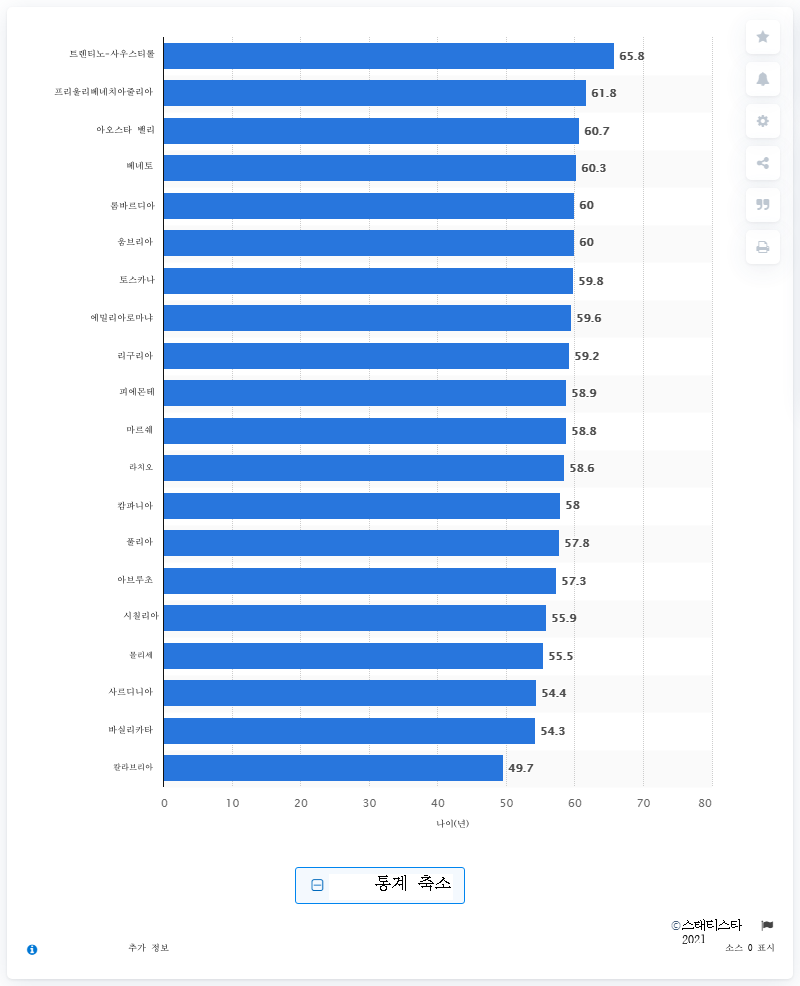 트렌티노-사우스티롤 65.8
프리울리베네치아줄리아 61.8
아오스타 밸리 60.7
베네토 60.3
롬바르디아 60
움브리아 60
토스카나 59.8
에밀리아로마냐 59.6
리구리아 59.2
피에몬테 58.9
마르쉐 58.8
라치오 58.6
캄파니아 58
풀리아 57.8
아브루초 57.3
시칠리아 55.9
몰리세 55.5
사르디니아 54.4
바실리카타 54.3
칼라브리아 49.7
0 10 20 30 40 50 60 70 80
나이(년)
통계 축소
©스태티스타
2021
추가 정보
소스 0 표시